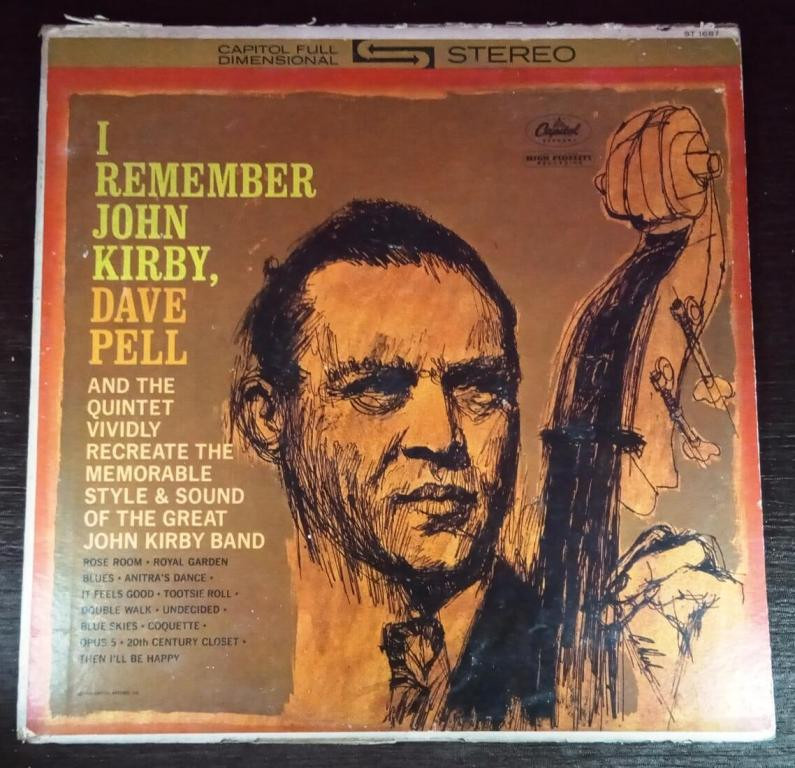 ST 1687
CAPITOL FULL
DIMENSIONAL
STEREO
Capitol
RECORDS
HIGH FIDELITY
RECORDING
I
REMEMBER
JOHN
KIRBY,
DAVE
PELL
AND THE
QUINTET
VIVIDLY
RECREATE THE
MEMORABLE
STYLE & SOUND
OF THE GREAT
JOHN KIRBY BAND
ROSE ROOM • ROYAL GARDEN
BLUES • ANITRA'S DANCE •
IT FEELS GOOD • TOOTSIE ROLL •
DOUBLE WALK • UNDECIDED •
BLUE SKIES • COQUETTE •
OPUS 5 • 20th CENTURY CLOSET •
THEN I'LL BE HAPPY